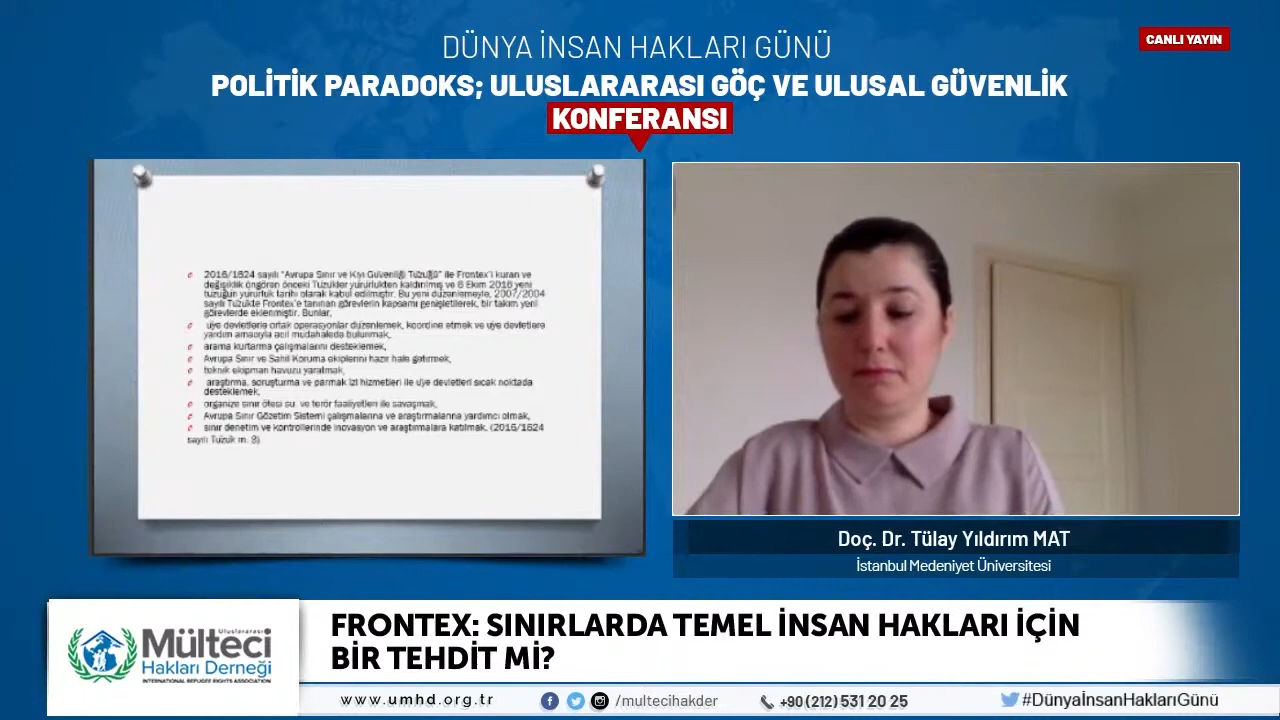 DÜNYA İNSAN HAKLARI GÜNÜ
CANLI YAYIN
POLİTİK PARADOKS; ULUSLARARASI GÖÇ VE ULUSAL GÜVENLİK
KONFERANSI
2016/1624 sayılı "Avrupa Sınır ve Kıyı Güvenliği Tüzüğü" ile Frontex'i kuran ve
değişiklik öngören önceki Tüzükler yürürlükten kaldırılmış ve 6 Ekim 2016 yeni
tüzüğün yürürlük tarihi olarak kabul edilmiştir. Bu yeni düzenlemeyle, 2007/2004
sayılı Tüzükte Frontex'e tanınan görevlerin kapsamı genişletilerek, bir takım yeni
görevlerde eklenmiştir. Bunlar,
üye devletlerle ortak operasyonlar düzenlemek, koordine etmek ve üye devletlere
yardım amacıyla acil müdahalede bulunmak,
arama kurtarma çalışmalarını desteklemek,
Avrupa Sınır ve Sahil Koruma ekiplerini hazır hale getirmek,
teknik ekipman havuzu yaratmak,
araştırma, soruşturma ve parmak izi hizmetleri ile üye devletleri sıcak noktada
desteklemek,
organize sınır ötesi su. ve terör faaliyetleri ile savaşmak,
Avrupa Sınır Gözetim Sistemi çalışmalarına ve araştırmalarına yardımcı olmak,
sınır denetim ve kontrollerinde inovasyon ve araştırmalara katılmak. (2016/1624
sayılı Tüzük m. 8)
Doç. Dr. Tülay Yıldırım MAT
İstanbul Medeniyet Üniversitesi
Uluslararası
Mülteci
Hakları Derneği
INTERNATIONAL REFUGEE RIGHTS ASSOCIATION
FRONTEX: SINIRLARDA TEMEL İNSAN HAKLARI İÇİN
BİR TEHDİT Mİ?
www.umhd.org.tr
/multecihakder
+90 (212) 531 20 25
#DünyaİnsanHaklarıGünü